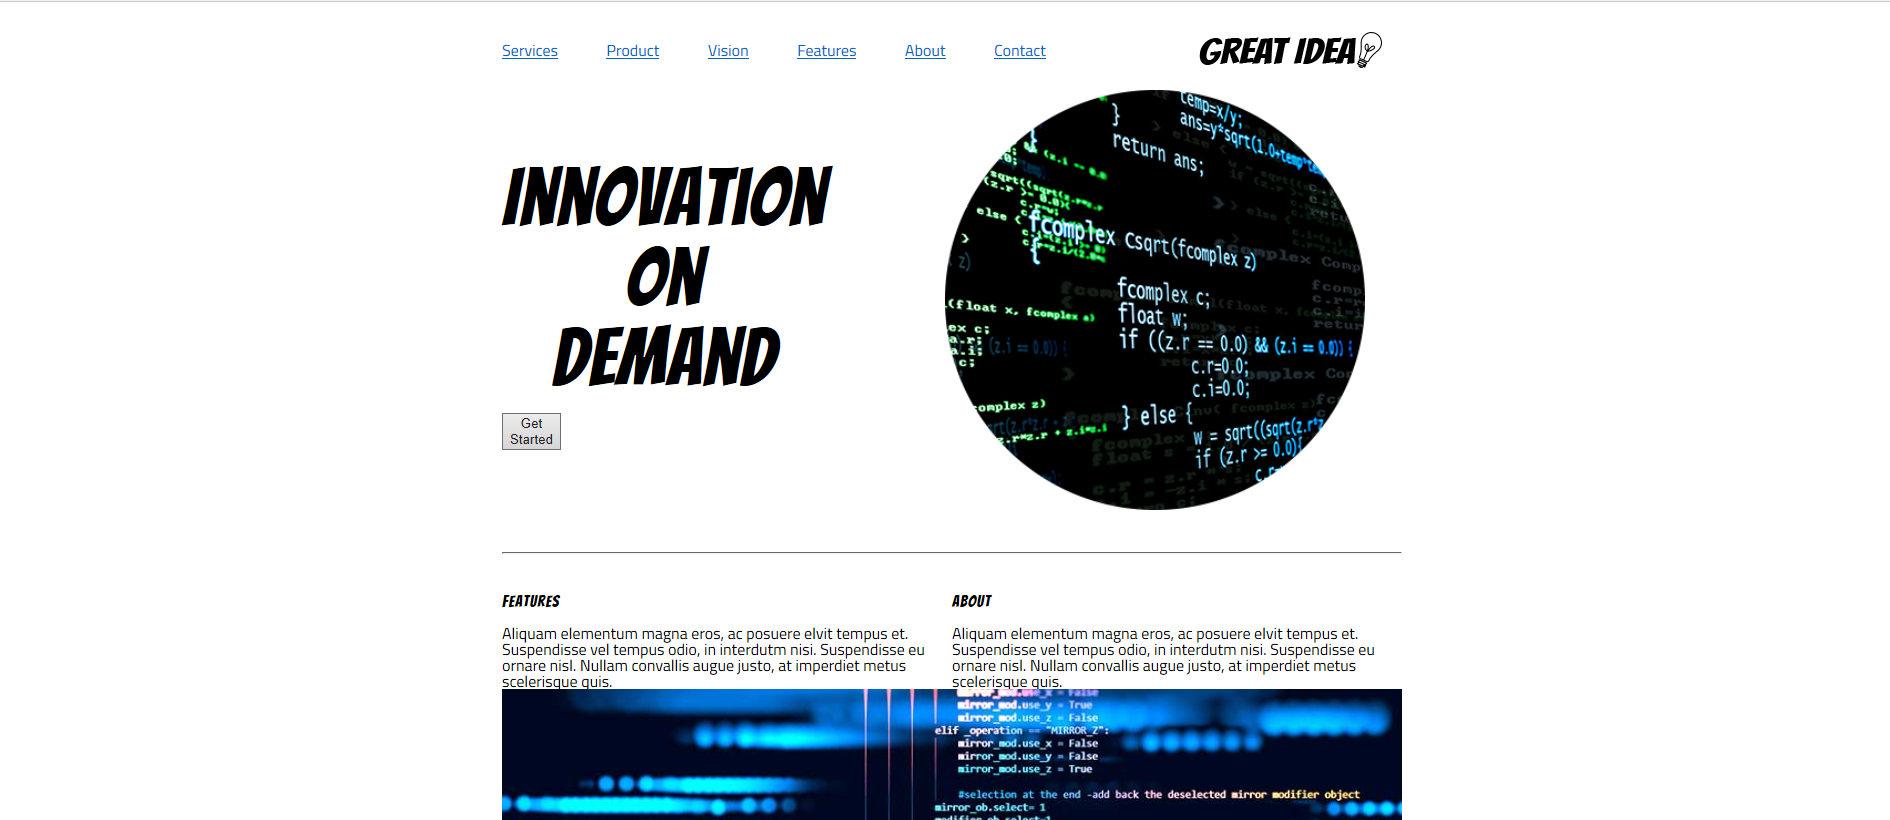 Services Product Vision Features About Contact GREAT IDEA
INNOVATION
ON
DEMAND
Get
Started
temp=x/y;
}
ans=y*sqrt(1.0+temp*te
return ans;
fcomplex Csqrt(fcomplex z)
{
fcomplex c;
float w;
if ((z.r == 0.0) && (z.i == 0.0)) {
c.r=0.0;
c.i=0.0;
} else {
w = sqrt((sqrt(z.r*z
if (z.r >= 0.0){
FEATURES
Aliquam elementum magna eros, ac posuere elvit tempus et.
Suspendisse vel tempus odio, in interdutm nisi. Suspendisse eu
ornare nisl. Nullam convallis augue justo, at imperdiet metus
scelerisque quis.
ABOUT
Aliquam elementum magna eros, ac posuere elvit tempus et.
Suspendisse vel tempus odio, in interdutm nisi. Suspendisse eu
ornare nisl. Nullam convallis augue justo, at imperdiet metus
scelerisque quis.
mirror_mod.use_x = False
mirror_mod.use_y = True
mirror_mod.use_z = False
elif _operation == "MIRROR_Z":
mirror_mod.use_x = False
mirror_mod.use_y = False
mirror_mod.use_z = True
#selection at the end -add back the deselected mirror modifier object
mirror_ob.select= 1
modifier_ob.select=1